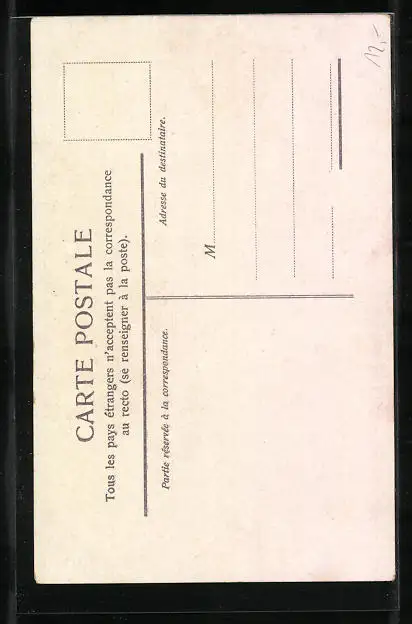 CARTE POSTALE
Tous les pays étrangers n'acceptent pas la correspondance
au recto (se renseigner à la poste).
Partie réservée à la correspondance.
Adresse du destinataire.
M
12,-